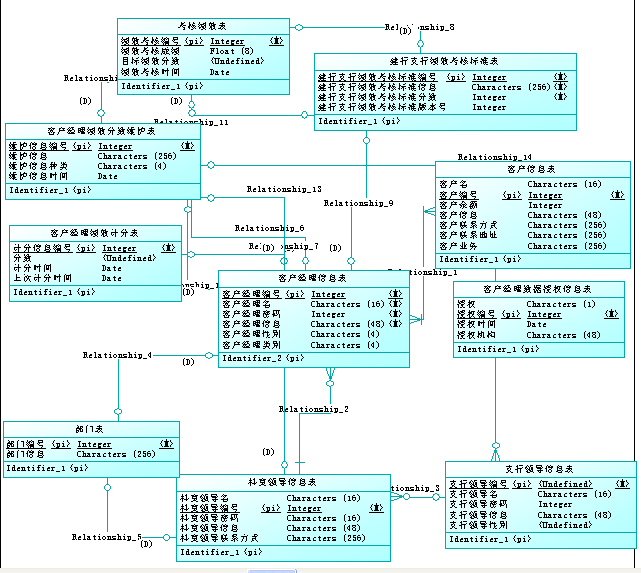 考核绩效表
绩效考核编号 {pi} Integer {M}
绩效考核成绩 Float (8)
目标绩效分数 {Undefined}
绩效考核时间 Date
Identifier_1 {pi}
Relationship_8
(D)
建行支行绩效考核标准表
建行支行绩效考核标准编号 {pi} Integer {M}
建行支行绩效考核标准信息 Characters (256) {M}
建行支行绩效考核标准分数 Integer {M}
建行支行绩效考核标准版本号 Integer
Identifier_1 {pi}
(D)
(D)
Relationship_11
客户经理绩效分数维护表
维护信息编号 {pi} Integer {M}
维护信息 Characters (256)
维护信息种类 Characters (4)
维护信息时间 Date
Identifier_1 {pi}
Relationship_14
客户信息表
客户名 Characters (16)
客户编号 {pi} Integer {M}
客户余额 Integer
客户信息 Characters (48)
客户联系方式 Characters (256)
客户联系地址 Characters (256)
客户业务 Characters (256)
Identifier_1 {pi}
Relationship_13
Relationship_9
Relationship_6
(D)
(D)
客户经理绩效计分表
计分信息编号 {pi} Integer {M}
分数 {Undefined}
计分时间 Date
上次计分时间 Date
Identifier_1 {pi}
(D)
客户经理信息表
客户经理编号 {pi} Integer {M}
客户经理名 Characters (16) {M}
客户经理密码 Integer {M}
客户经理信息 Characters (48) {M}
客户经理性别 Characters (4)
客户经理类别 Characters (4)
Identifier_2 {pi}
客户经理数据授权信息表
授权 Characters (1)
授权编号 {pi} Integer {M}
授权时间 Date
授权机构 Characters (48)
Identifier_1 {pi}
Relationship_4
(D)
Relationship_2
(D)
部门表
部门编号 {pi} Integer {M}
部门信息 Characters (256)
Identifier_1 {pi}
科室领导信息表
科室领导名 Characters (16)
科室领导编号 {pi} Integer {M}
科室领导密码 Characters (16)
科室领导信息 Characters (48)
科室领导联系方式 Characters (256)
Identifier_1 {pi}
支行领导信息表
支行领导编号 {pi} {Undefined} {M}
支行领导名 Characters (16)
支行领导密码 Integer
支行领导信息 Characters (48)
支行领导性别 {Undefined}
Identifier_1 {pi}
Relationship_5
(D)